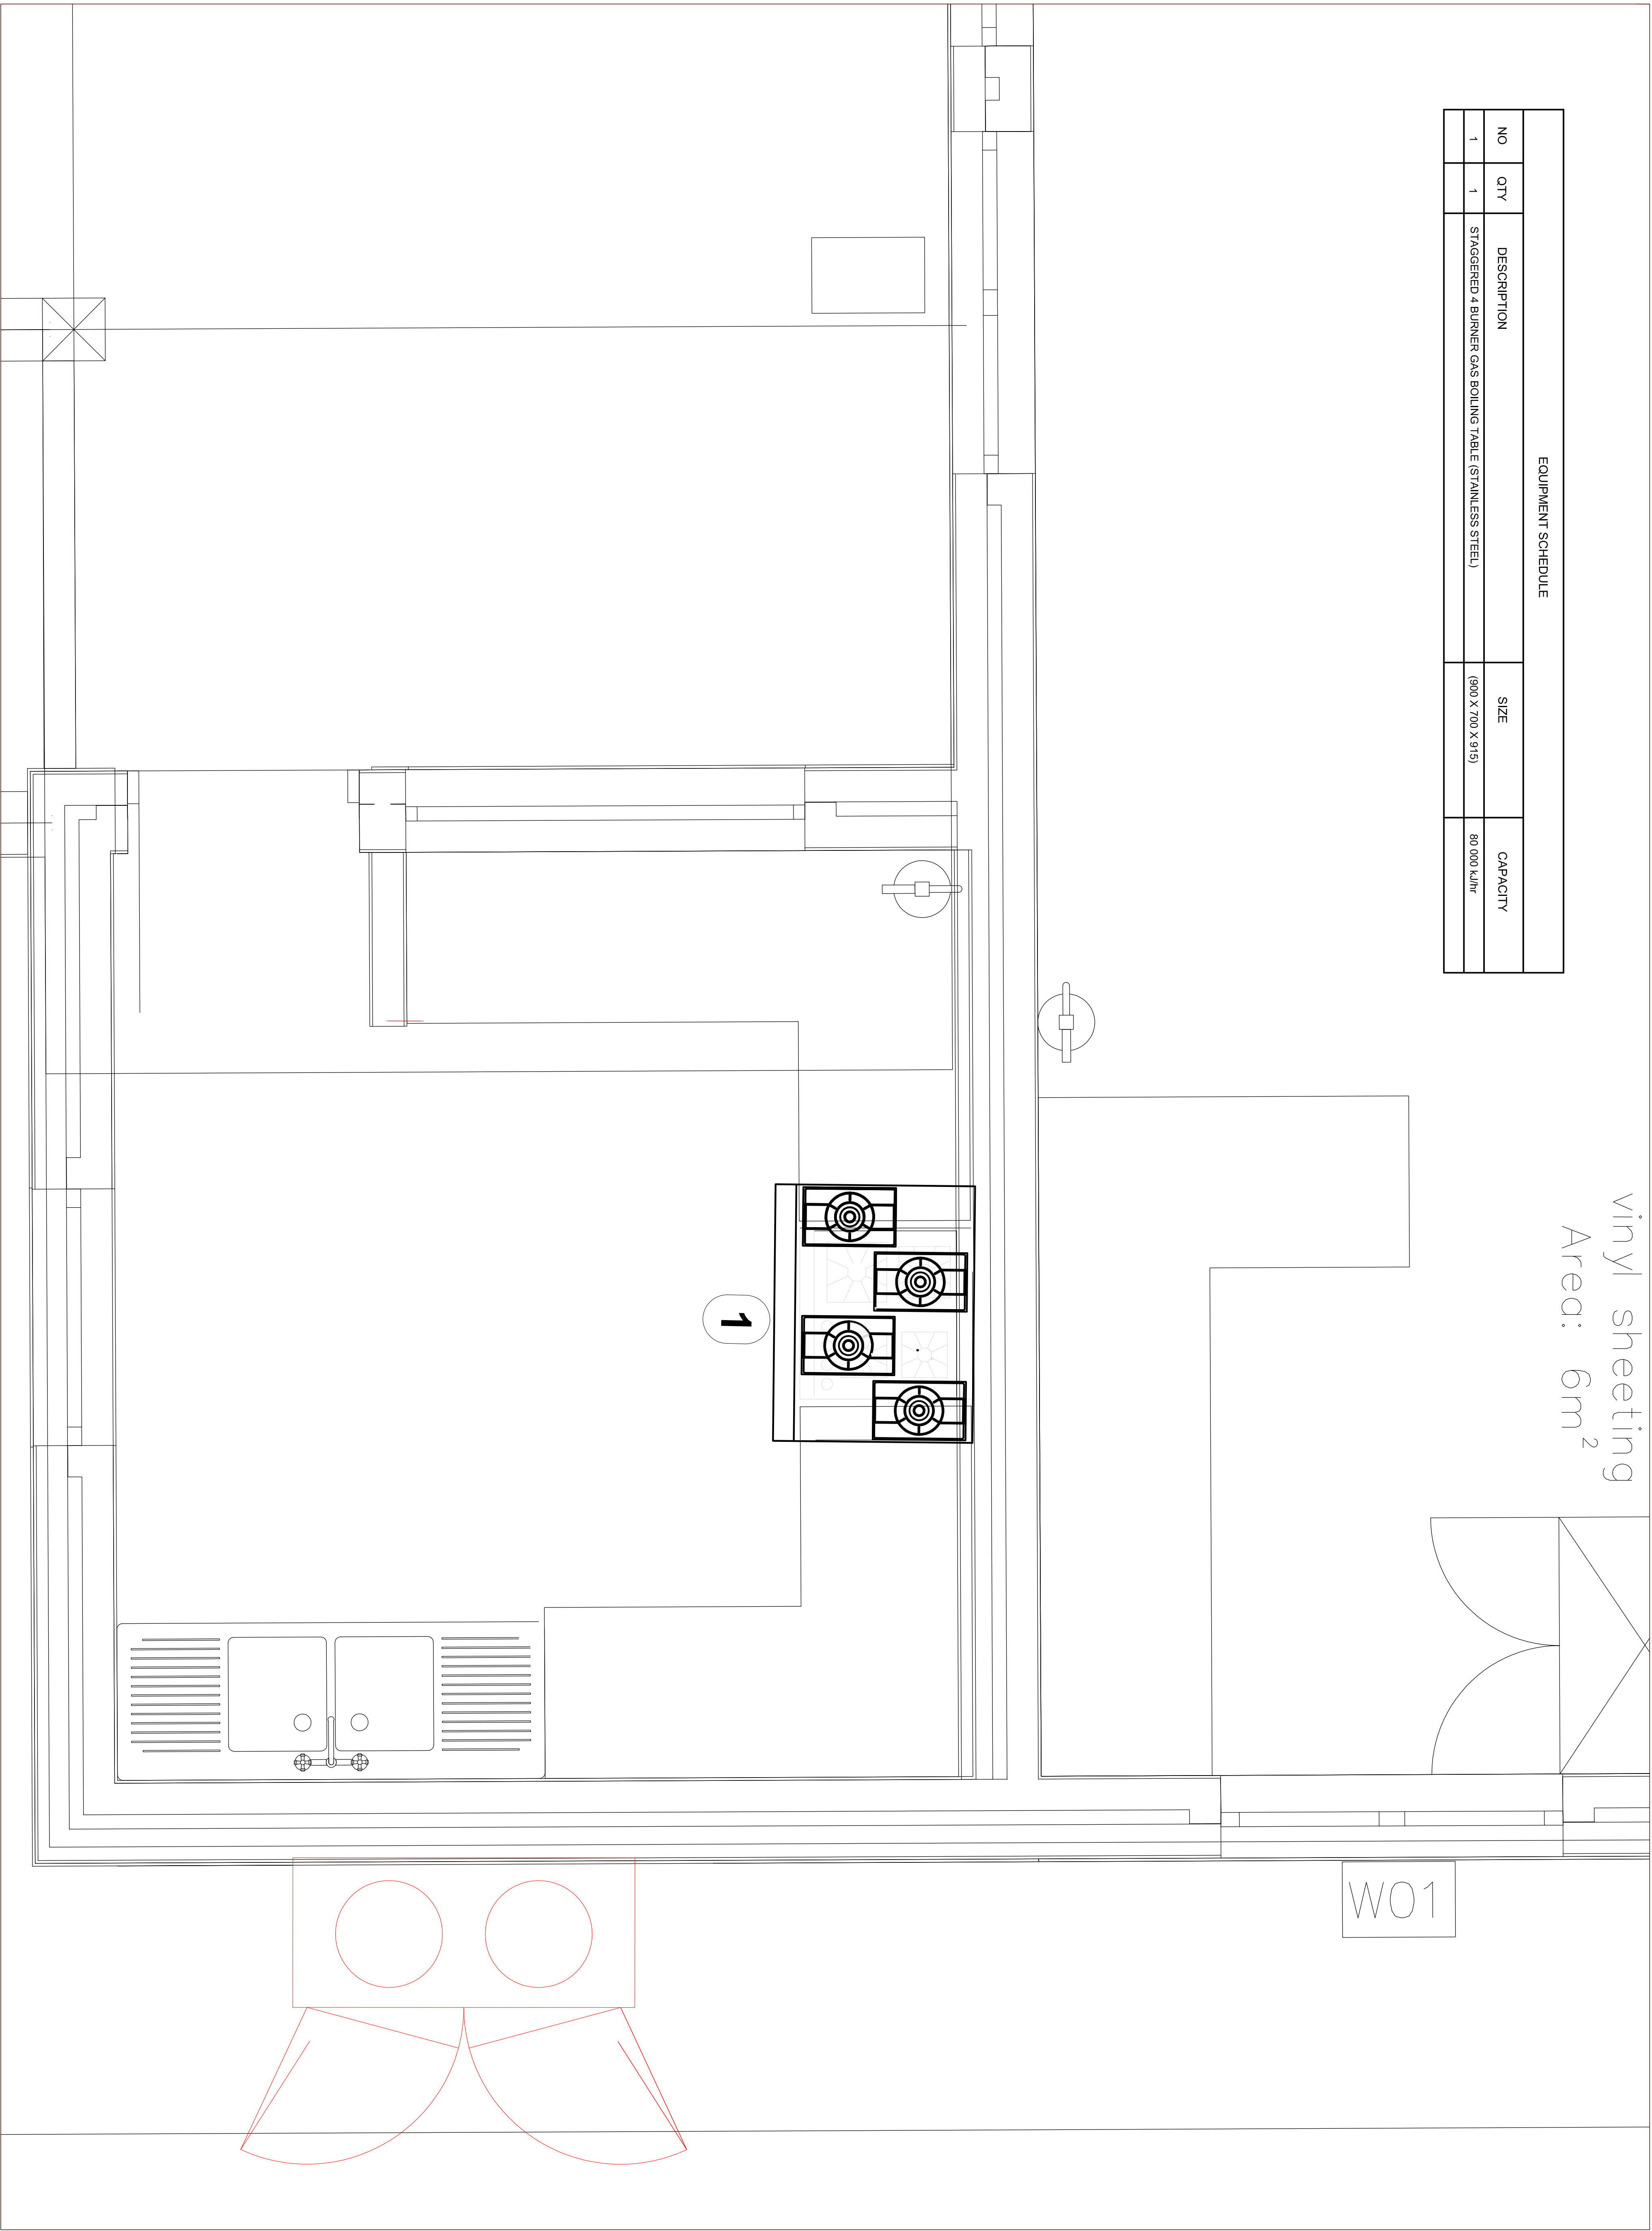 EQUIPMENT SCHEDULE
NO QTY DESCRIPTION SIZE CAPACITY
1 1 STAGGERED 4 BURNER GAS BOILING TABLE (STAINLESS STEEL) (900 X 700 X 915) 80 000 kJ/hr
vinyl sheeting
Area: 6m²
1
W01